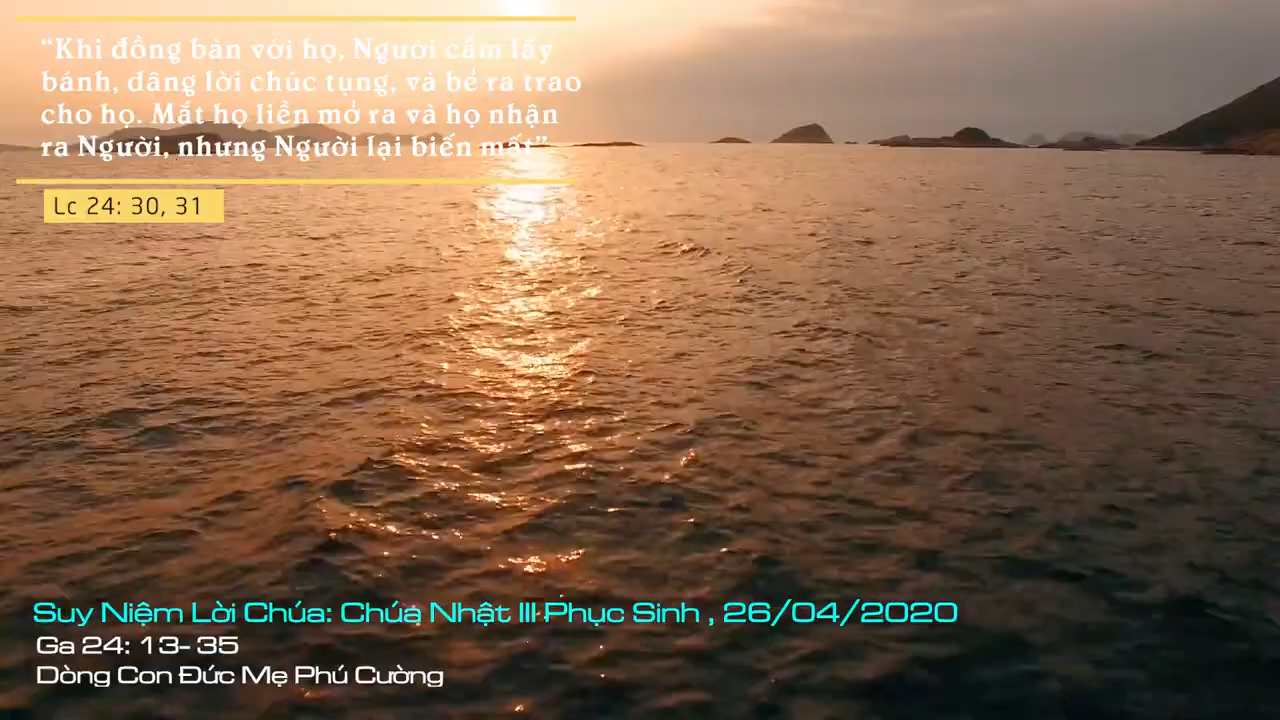 “Khi đồng bàn với họ, Người cầm lấy
bánh, dâng lời chúc tụng, và bẻ ra trao
cho họ. Mắt họ liền mở ra và họ nhận
ra Người, nhưng Người lại biến mất”
Lc 24: 30, 31
Suy Niệm Lời Chúa: Chúa Nhật III Phục Sinh , 26/04/2020
Ga 24: 13- 35
Dòng Con Đức Mẹ Phú Cường